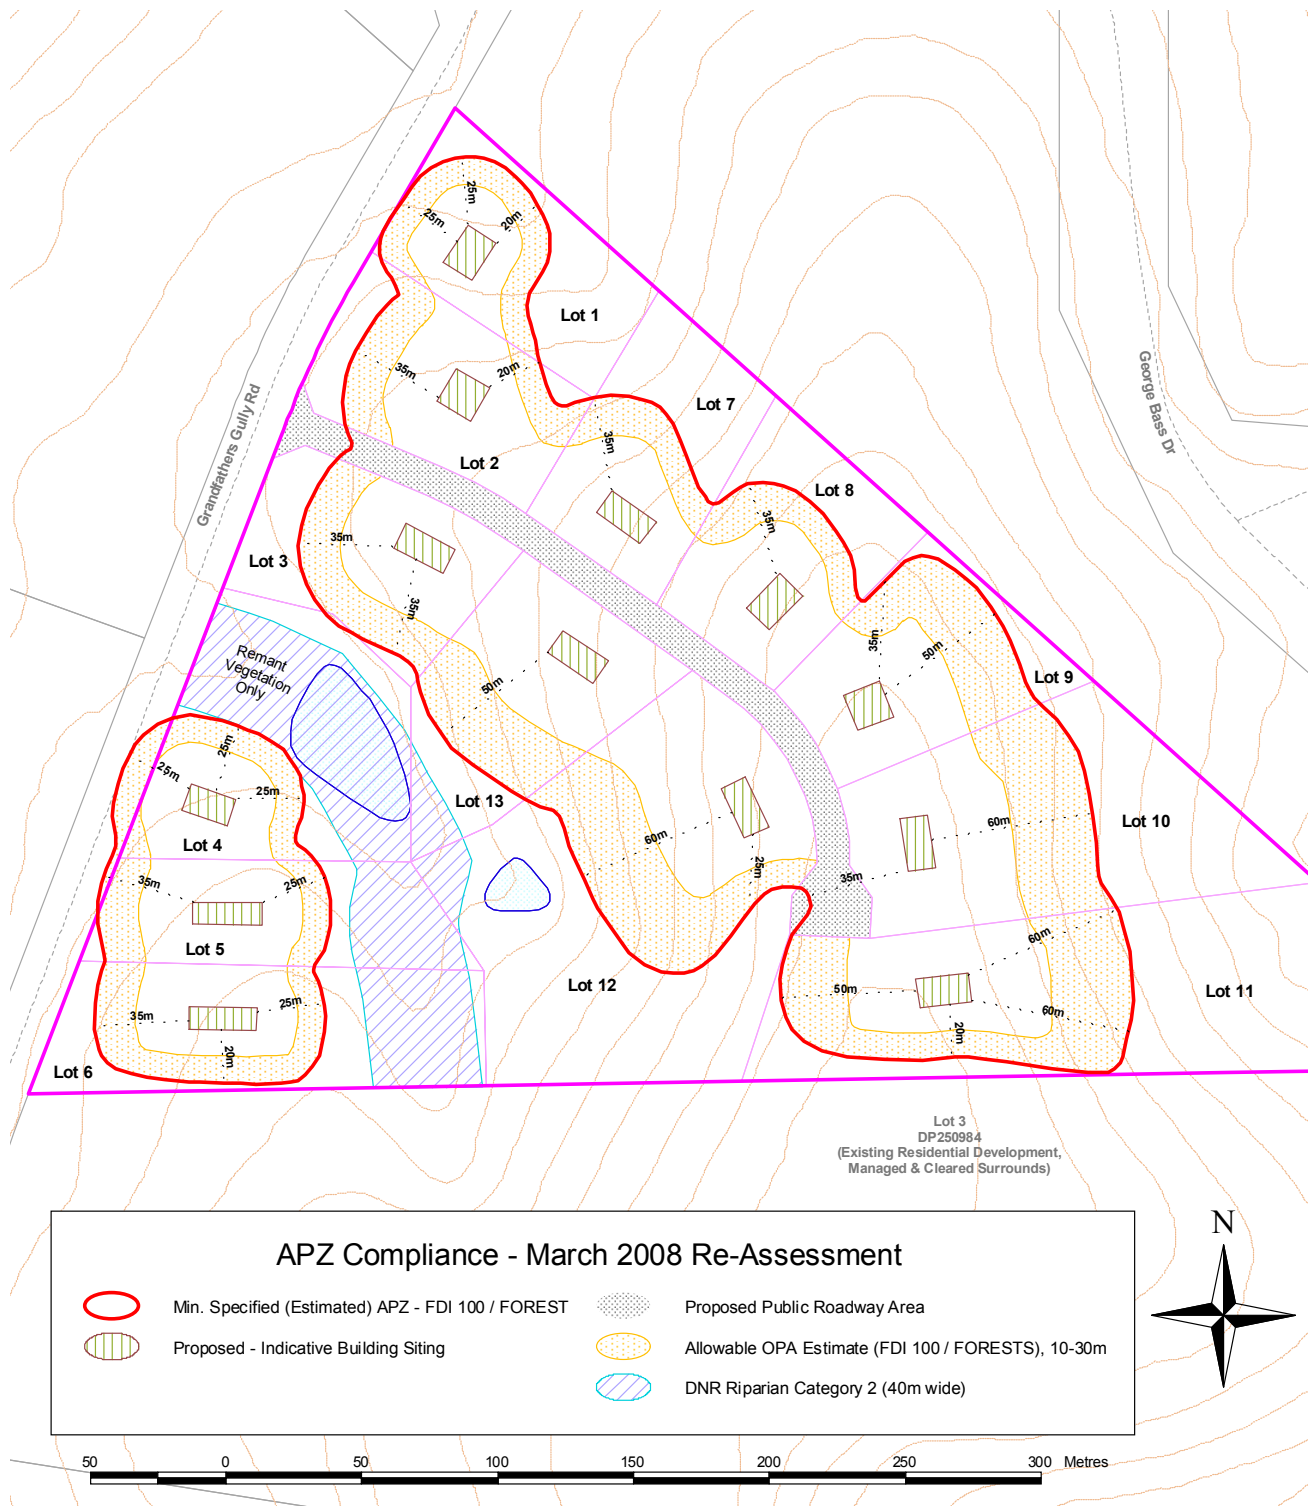 25m
25m
20m
Lot 1
35m
20m
Lot 7
George Bass Dr
Grandfathers Gully Rd
35m
Lot 2
Lot 8
35m
35m
Lot 3
35m
35m
50m
Remant
Vegetation
Only
50m
Lot 9
25m
25m
25m
Lot 13
60m
60m
Lot 10
Lot 4
25m
35m
35m
25m
Lot 5
60m
Lot 12
50m
Lot 11
35m
25m
60m
20m
20m
Lot 6
Lot 3
DP250984
(Existing Residential Development,
Managed & Cleared Surrounds)
APZ Compliance - March 2008 Re-Assessment
Min. Specified (Estimated) APZ - FDI 100 / FOREST
Proposed Public Roadway Area
Proposed - Indicative Building Siting
Allowable OPA Estimate (FDI 100 / FORESTS), 10-30m
DNR Riparian Category 2 (40m wide)
N
50 0 50 100 150 200 250 300 Metres